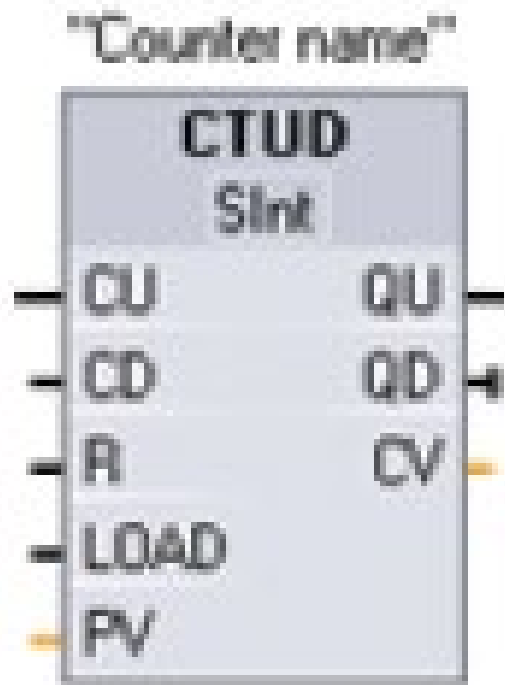 "Counter name"
CTUD
SInt
CU QU
CD QD
R CV
LOAD
PV